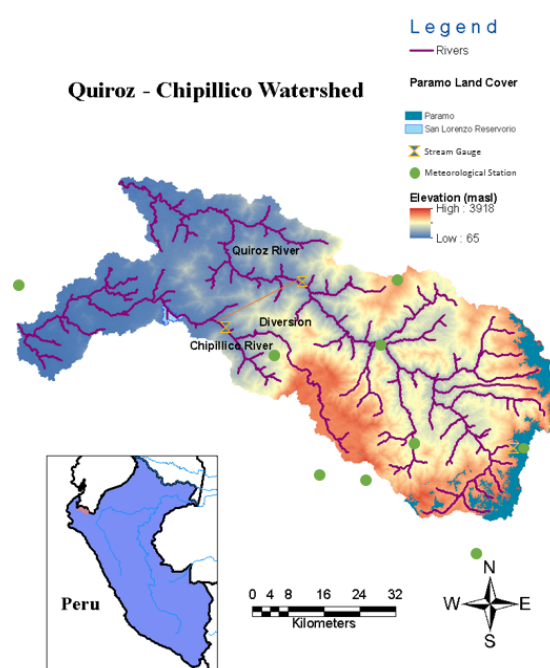 Legend
Rivers
Quiroz - Chipillico Watershed
Paramo Land Cover
Paramo
San Lorenzo Reservorio
Stream Gauge
Meteorological Station
Elevation (masl)
High : 3918
Low : 65
Quiroz River
Diversion
Chipillico River
Peru
0 4 8 16 24 32
Kilometers
N
W E
S